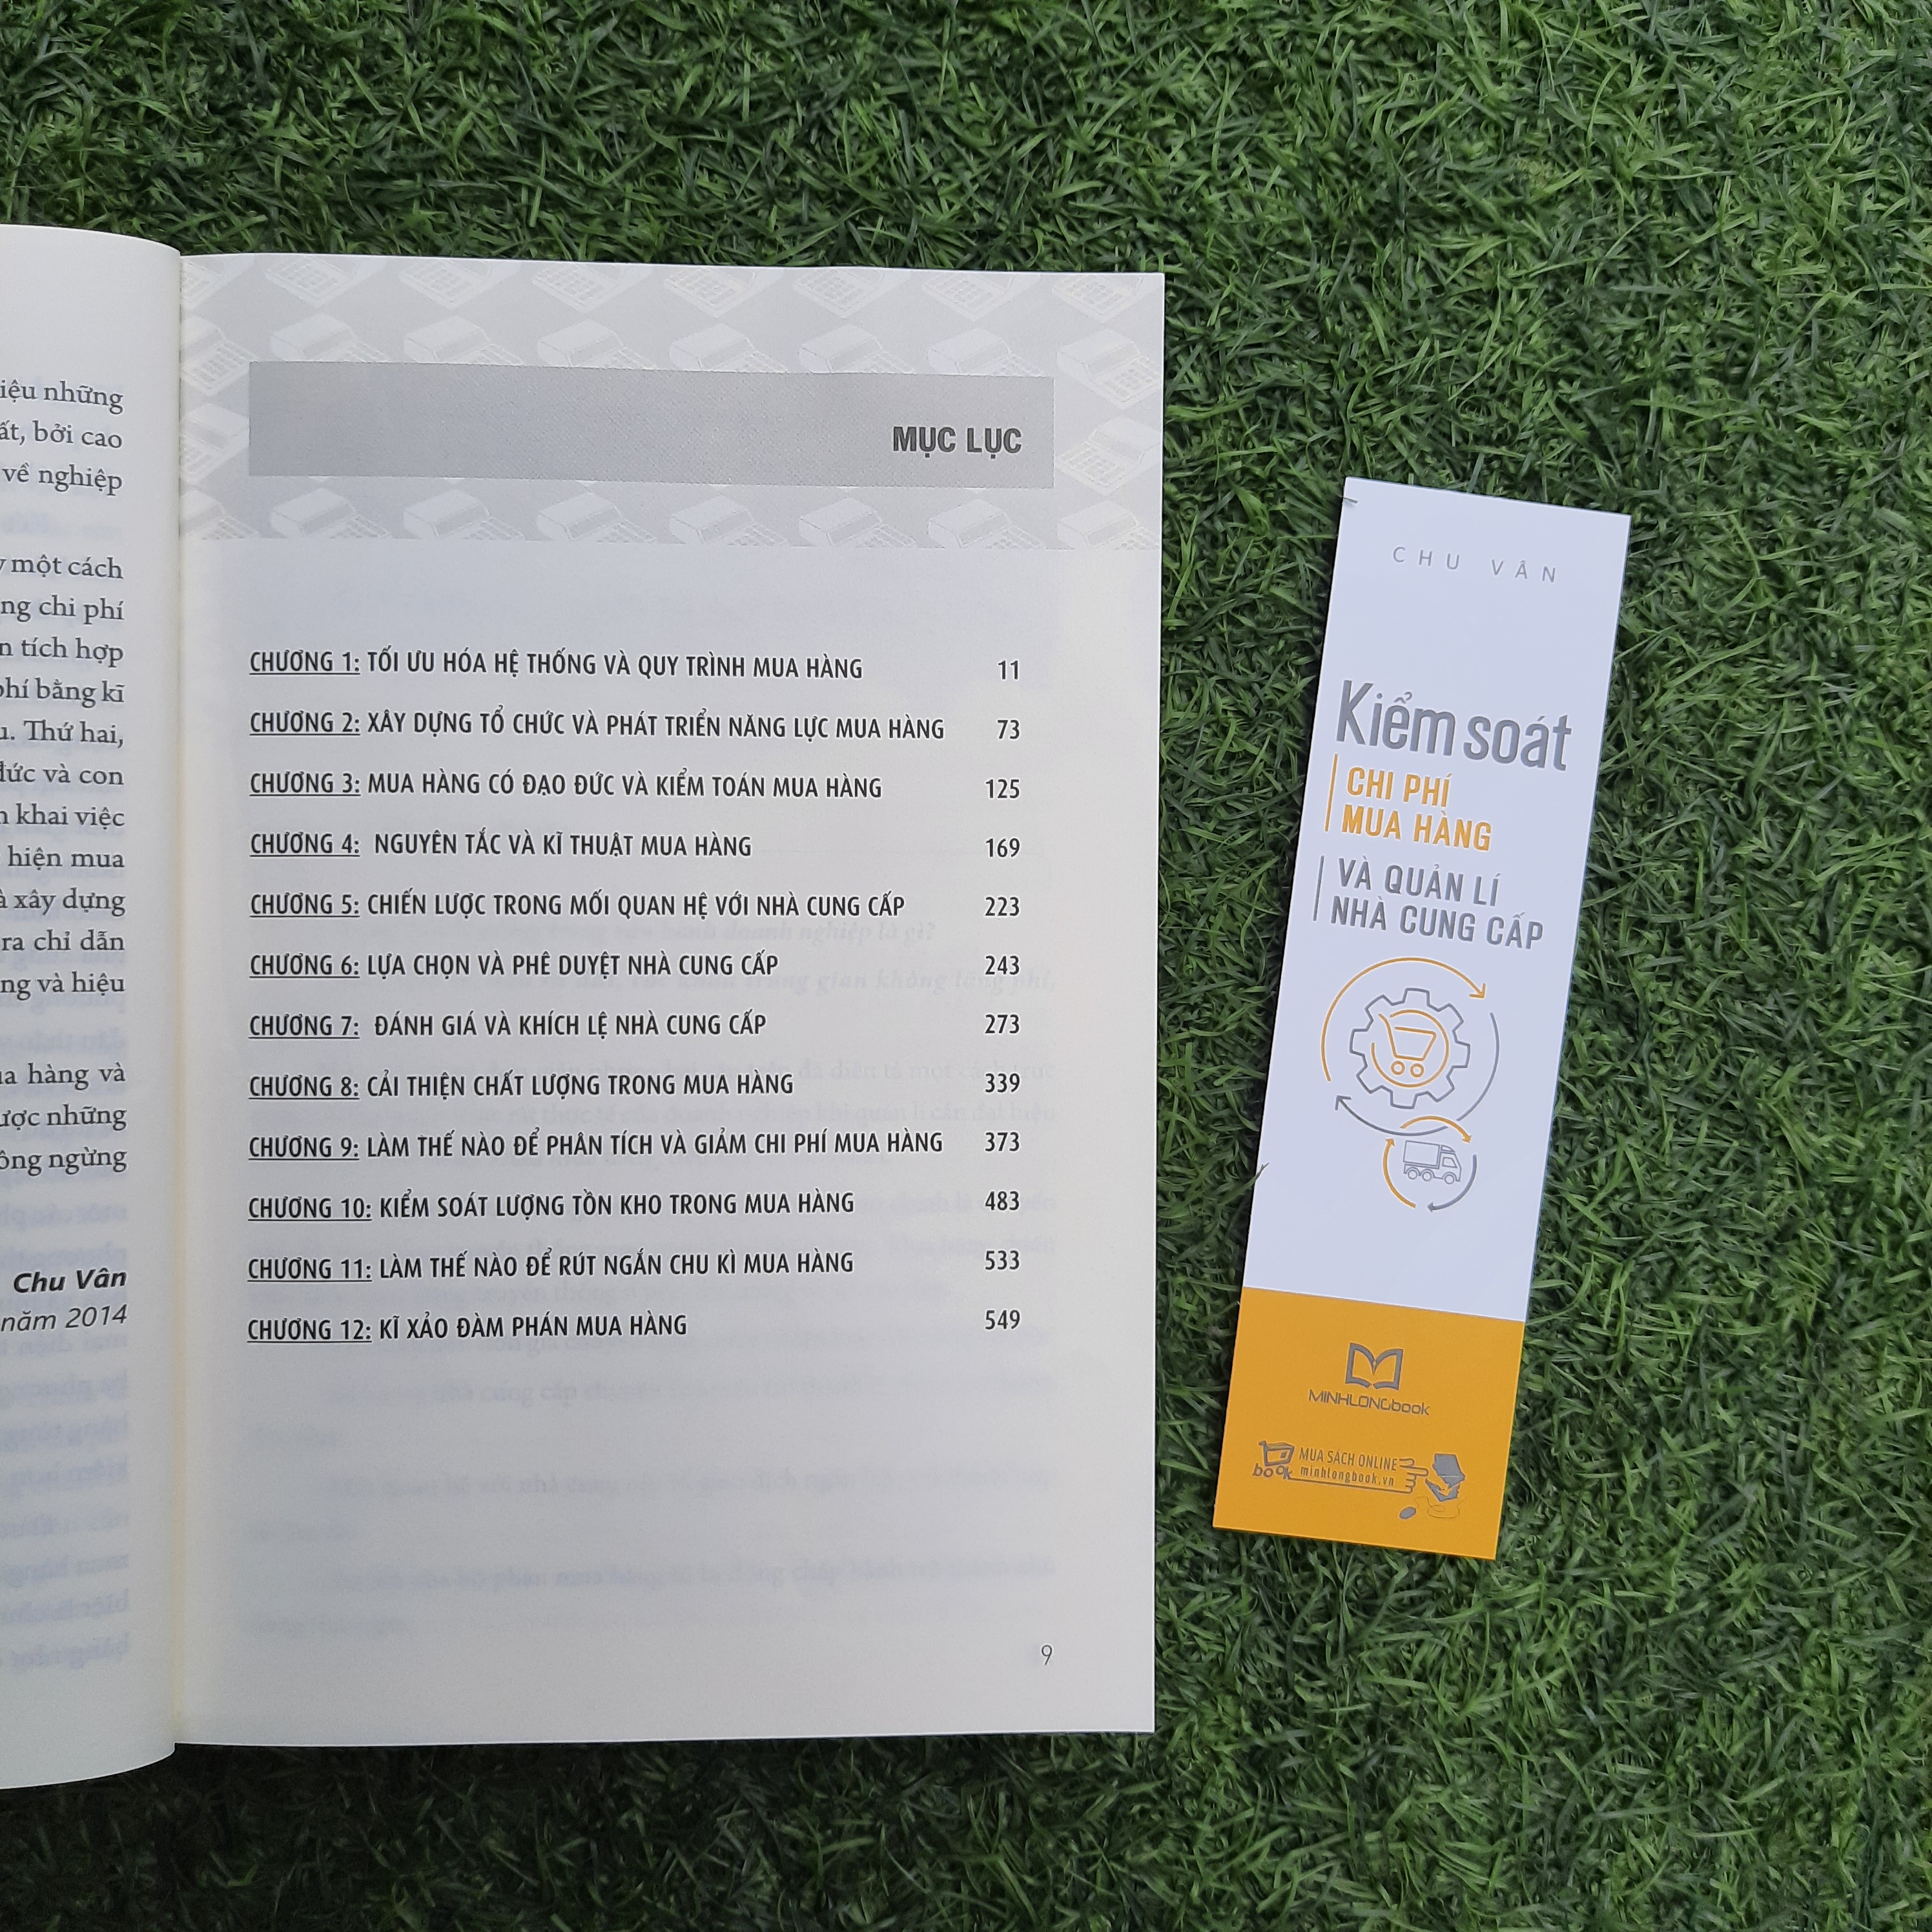 những
bởi cao
về nghiệp
một cách
chi phí
tích hợp
bằng kĩ
Thứ hai,
và con
khai việc
hiện mua
xây dựng
ra chỉ dẫn
và hiệu
hàng và
những
ngừng
Chu Vân
năm 2014
MỤC LỤC
CHƯƠNG 1: TỐI ƯU HÓA HỆ THỐNG VÀ QUY TRÌNH MUA HÀNG 11
CHƯƠNG 2: XÂY DỰNG TỔ CHỨC VÀ PHÁT TRIỂN NĂNG LỰC MUA HÀNG 73
CHƯƠNG 3: MUA HÀNG CÓ ĐẠO ĐỨC VÀ KIỂM TOÁN MUA HÀNG 125
CHƯƠNG 4: NGUYÊN TẮC VÀ KĨ THUẬT MUA HÀNG 169
CHƯƠNG 5: CHIẾN LƯỢC TRONG MỐI QUAN HỆ VỚI NHÀ CUNG CẤP 223
CHƯƠNG 6: LỰA CHỌN VÀ PHÊ DUYỆT NHÀ CUNG CẤP 243
CHƯƠNG 7: ĐÁNH GIÁ VÀ KHÍCH LỆ NHÀ CUNG CẤP 273
CHƯƠNG 8: CẢI THIỆN CHẤT LƯỢNG TRONG MUA HÀNG 339
CHƯƠNG 9: LÀM THẾ NÀO ĐỂ PHÂN TÍCH VÀ GIẢM CHI PHÍ MUA HÀNG 373
CHƯƠNG 10: KIỂM SOÁT LƯỢNG TỒN KHO TRONG MUA HÀNG 483
CHƯƠNG 11: LÀM THẾ NÀO ĐỂ RÚT NGẮN CHU KÌ MUA HÀNG 533
CHƯƠNG 12: KĨ XẢO ĐÀM PHÁN MUA HÀNG 549
9
CHU VÂN
Kiểm soát
CHI PHÍ
MUA HÀNG
VÀ QUẢN LÍ
NHÀ CUNG CẤP
MINHLONGbook
book MUA SÁCH ONLINE
minhlongbook.vn